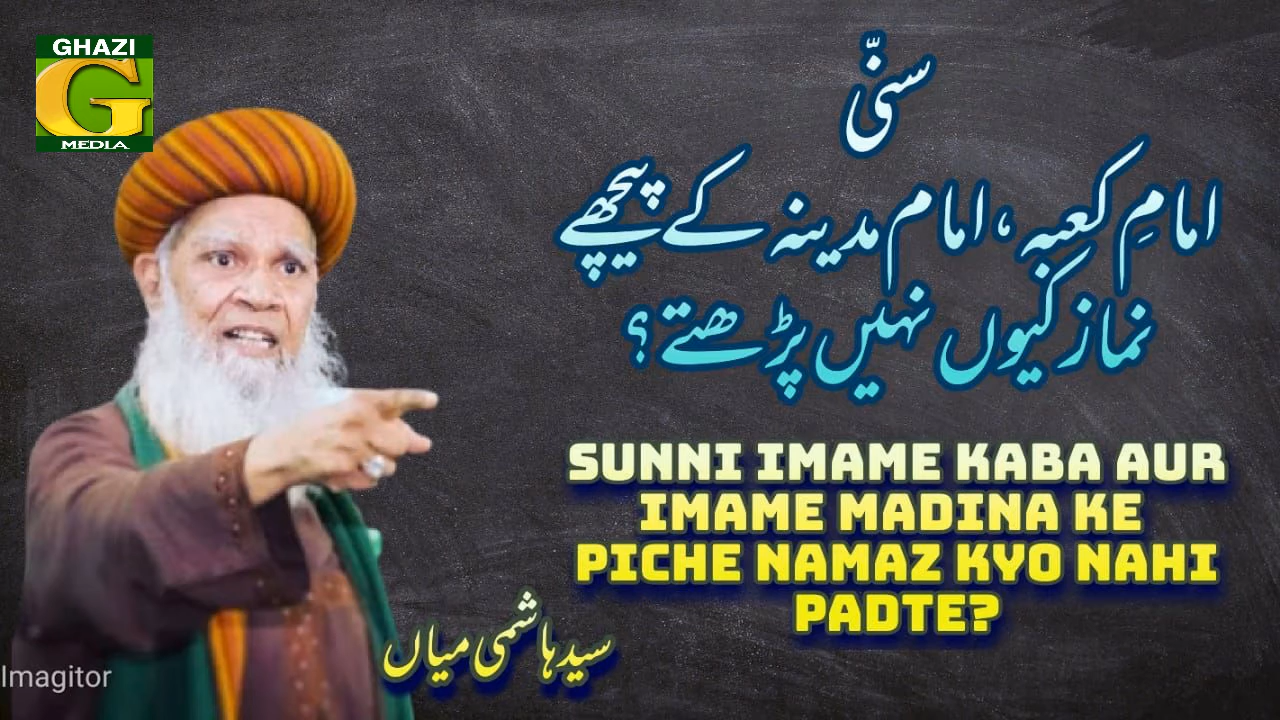 GHAZI
G
MEDIA
سنّی
امامِ کعبہ، امام مدینہ کے پیچھے
نماز کیوں نہیں پڑھتے؟
SUNNI IMAME KABA AUR
IMAME MADINA KE
PICHE NAMAZ KYO NAHI
PADTE?
سید ہاشمی میاں
Imagitor